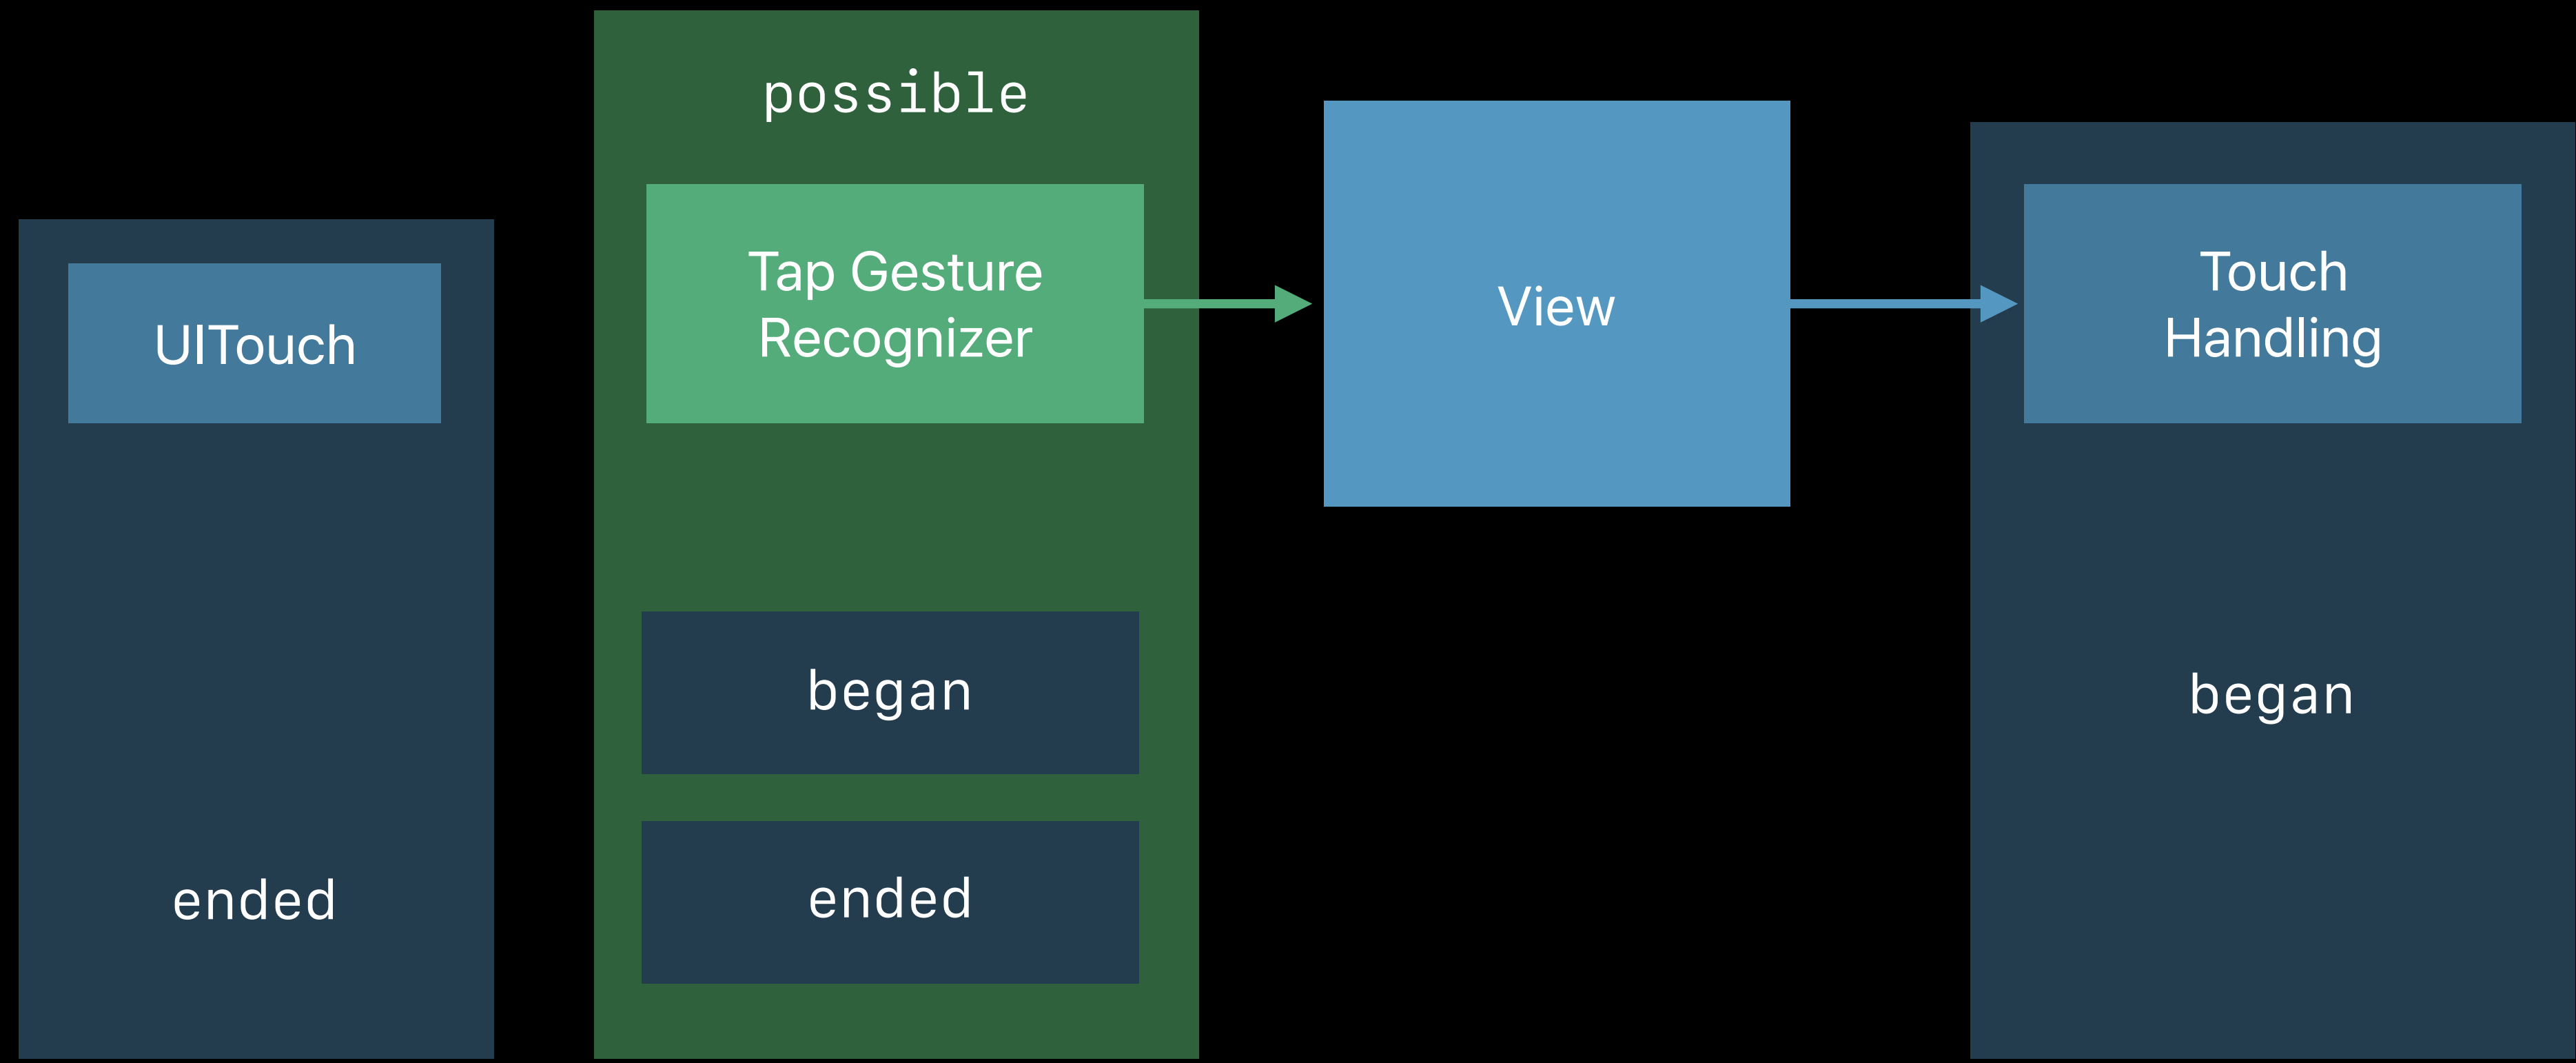 UITouch
ended
possible
Tap Gesture
Recognizer
began
ended
View
Touch
Handling
began